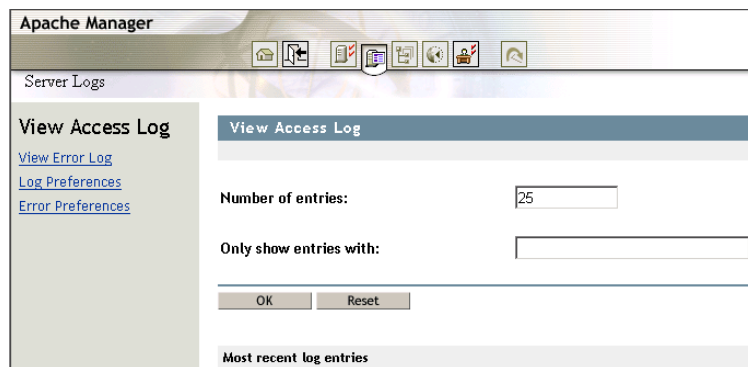 Apache Manager
Server Logs
View Access Log
View Error Log
Log Preferences
Error Preferences
View Access Log
Number of entries:
25
Only show entries with:
OK Reset
Most recent log entries